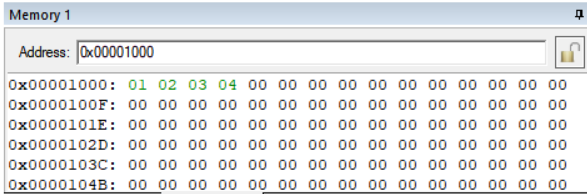 Memory 1
Address: 0x00001000
0x00001000: 01 02 03 04 00 00 00 00 00 00 00 00 00 00 00
0x0000100F: 00 00 00 00 00 00 00 00 00 00 00 00 00 00 00
0x0000101E: 00 00 00 00 00 00 00 00 00 00 00 00 00 00 00
0x0000102D: 00 00 00 00 00 00 00 00 00 00 00 00 00 00 00
0x0000103C: 00 00 00 00 00 00 00 00 00 00 00 00 00 00 00
0x0000104B: 00 00 00 00 00 00 00 00 00 00 00 00 00 00 00